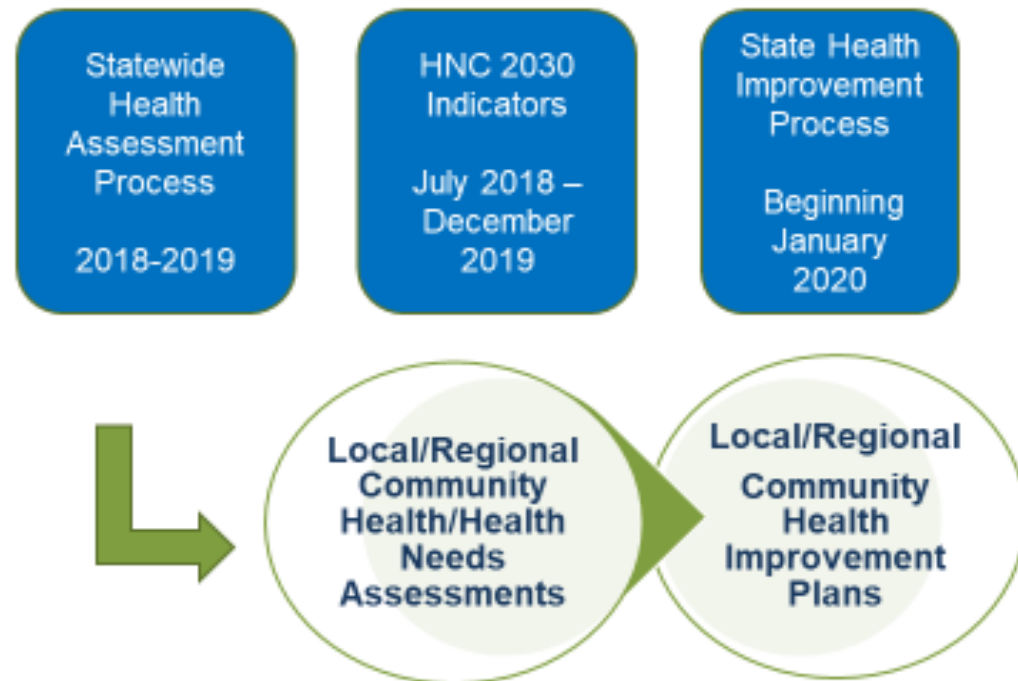 Statewide
Health
Assessment
Process
2018-2019
HNC 2030
Indicators
July 2018 –
December
2019
State Health
Improvement
Process
Beginning
January
2020
Local/Regional
Community
Health/Health
Needs
Assessments
Local/Regional
Community
Health
Improvement
Plans